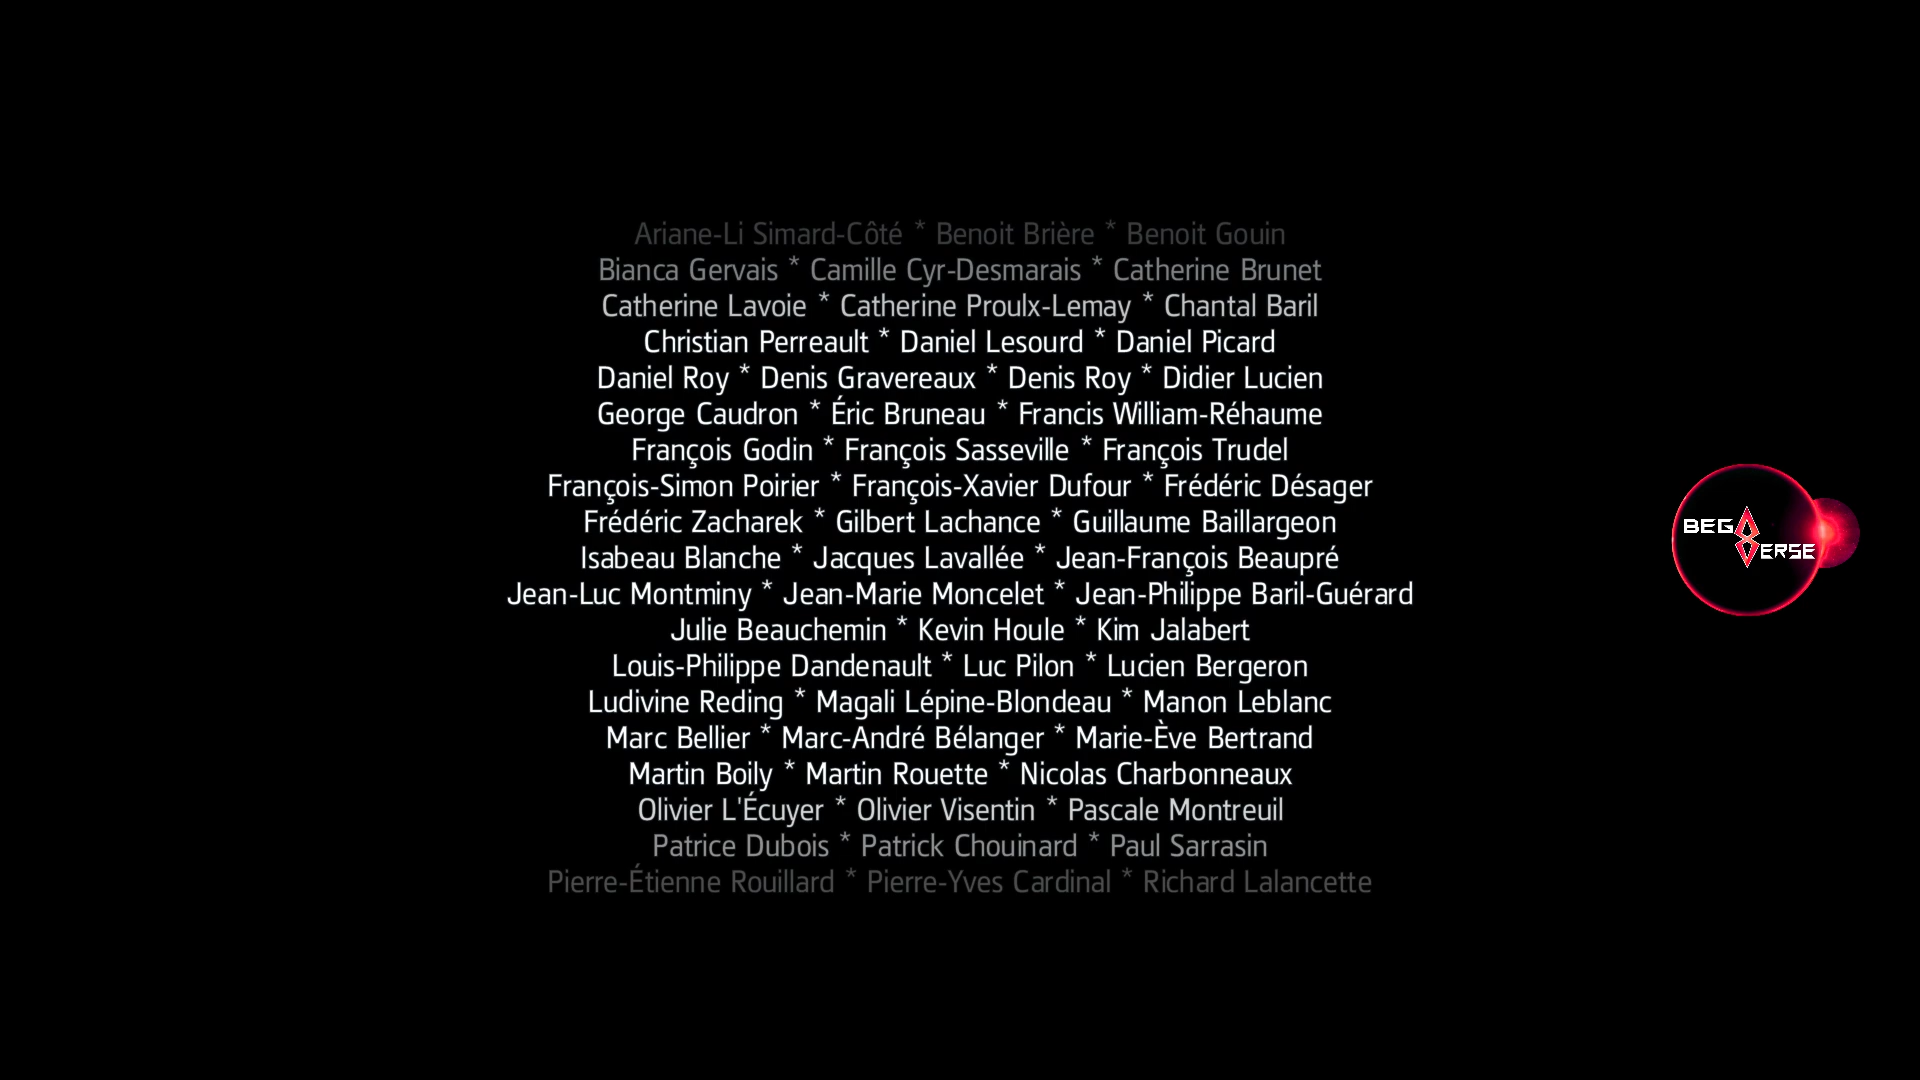 Ariane-Li Simard-Côté * Benoit Brière * Benoit Gouin
Bianca Gervais * Camille Cyr-Desmarais * Catherine Brunet
Catherine Lavoie * Catherine Proulx-Lemay * Chantal Baril
Christian Perreault * Daniel Lesourd * Daniel Picard
Daniel Roy * Denis Gravereaux * Denis Roy * Didier Lucien
George Caudron * Éric Bruneau * Francis William-Réhaume
François Godin * François Sasseville * François Trudel
François-Simon Poirier * François-Xavier Dufour * Frédéric Désager
Frédéric Zacharek * Gilbert Lachance * Guillaume Baillargeon
Isabeau Blanche * Jacques Lavallée * Jean-François Beaupré
Jean-Luc Montminy * Jean-Marie Moncelet * Jean-Philippe Baril-Guérard
Julie Beauchemin * Kevin Houle * Kim Jalabert
Louis-Philippe Dandenault * Luc Pilon * Lucien Bergeron
Ludivine Reding * Magali Lépine-Blondeau * Manon Leblanc
Marc Bellier * Marc-André Bélanger * Marie-Ève Bertrand
Martin Boily * Martin Rouette * Nicolas Charbonneaux
Olivier L'Écuyer * Olivier Visentin * Pascale Montreuil
Patrice Dubois * Patrick Chouinard * Paul Sarrasin
Pierre-Étienne Rouillard * Pierre-Yves Cardinal * Richard Lalancette
BEGA
VERSE